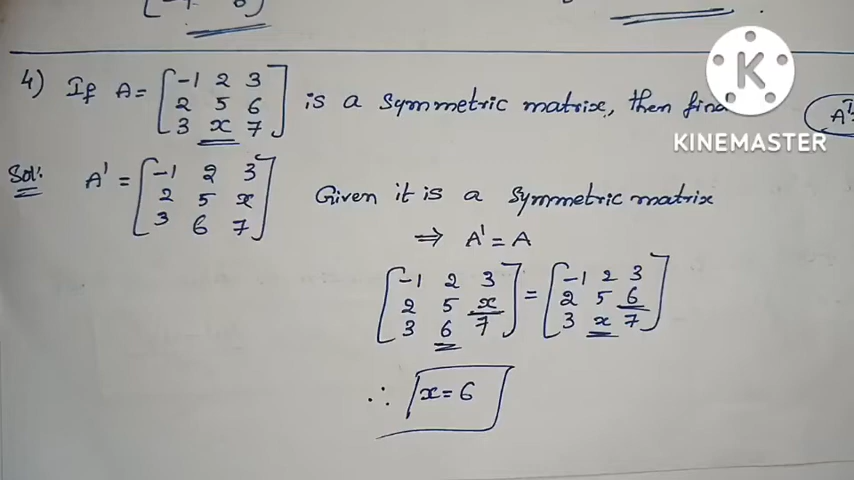 4) If A = [-1 2 3
2 5 6
3 x 7] is a symmetric matrix, then find
Sol: A' = [-1 2 3
2 5 x
3 6 7] Given it is a symmetric matrix
⇒ A' = A
[-1 2 3
2 5 x
3 6 7] = [-1 2 3
2 5 6
3 x 7]
∴ x = 6
KINEMASTER